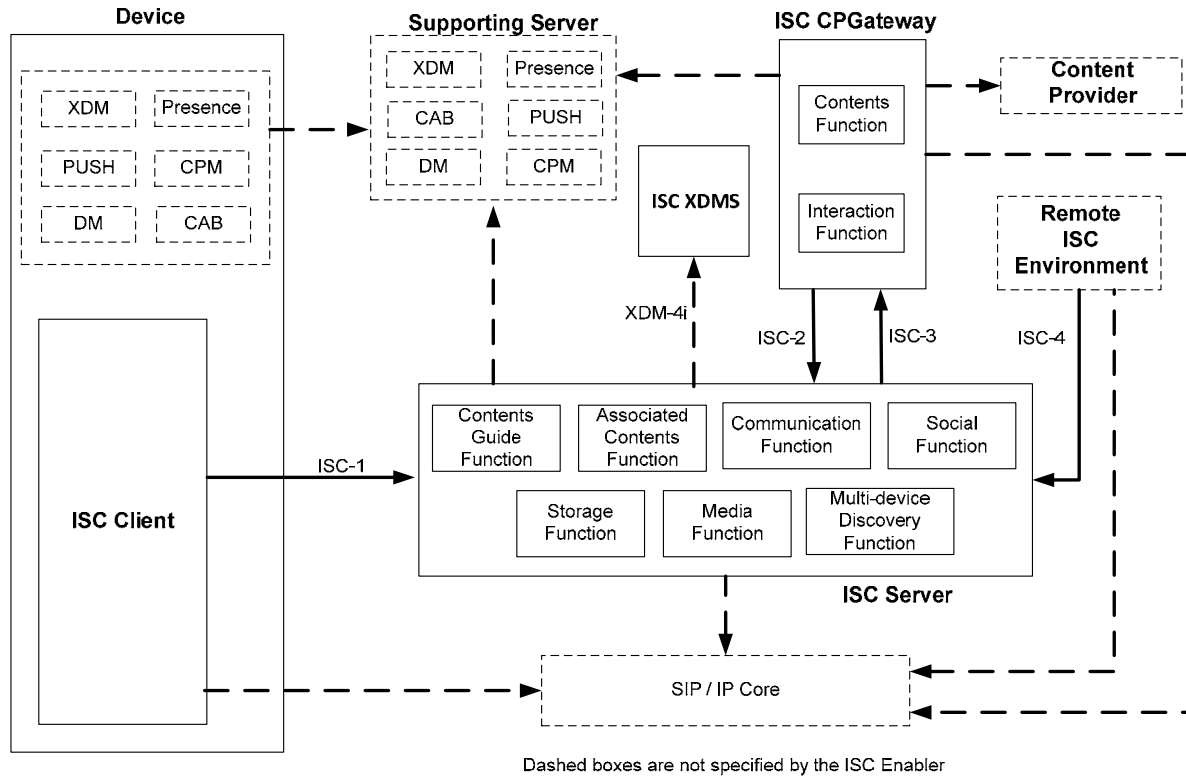 Device
XDM
Presence
PUSH
CPM
DM
CAB
ISC Client
Supporting Server
XDM
Presence
CAB
PUSH
DM
CPM
ISC XDMS
ISC CPGateway
Contents
Function
Interaction
Function
Content
Provider
Remote
ISC
Environment
XDM-4i
ISC-2
ISC-3
ISC-4
ISC-1
Contents
Guide
Function
Associated
Contents
Function
Communication
Function
Social
Function
Storage
Function
Media
Function
Multi-device
Discovery
Function
ISC Server
SIP / IP Core
Dashed boxes are not specified by the ISC Enabler